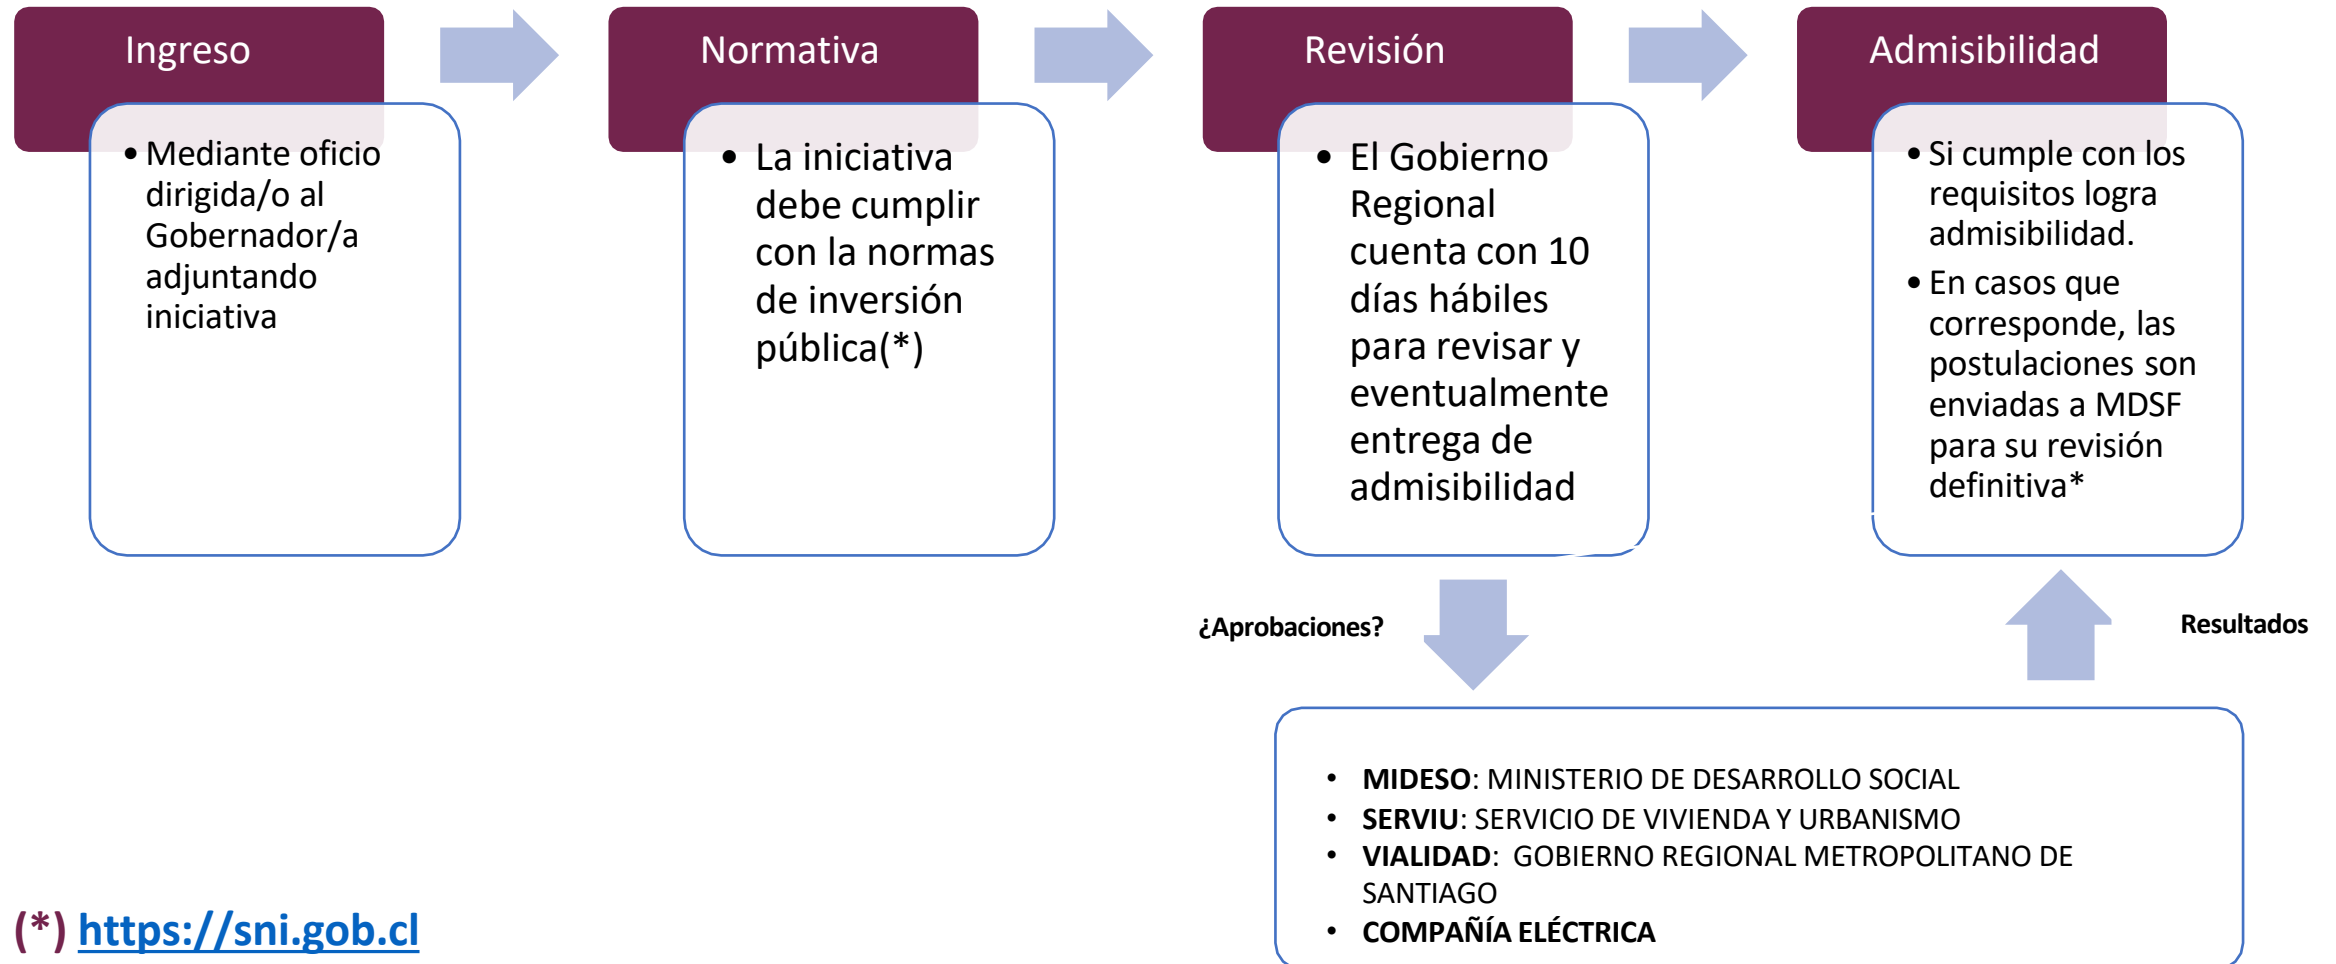 Ingreso
• Mediante oficio
dirigida/o al
Gobernador/a
adjuntando
iniciativa
Normativa
• La iniciativa
debe cumplir
con la normas
de inversión
pública(*)
Revisión
• El Gobierno
Regional
cuenta con 10
días hábiles
para revisar y
eventualmente
entrega de
admisibilidad
Admisibilidad
• Si cumple con los
requisitos logra
admisibilidad.
• En casos que
corresponde, las
postulaciones son
enviadas a MDSF
para su revisión
definitiva*
¿Aprobaciones?
Resultados
• MIDESO: MINISTERIO DE DESARROLLO SOCIAL
• SERVIU: SERVICIO DE VIVIENDA Y URBANISMO
• VIALIDAD: GOBIERNO REGIONAL METROPOLITANO DE
SANTIAGO
• COMPAÑÍA ELÉCTRICA
(*) https://sni.gob.cl